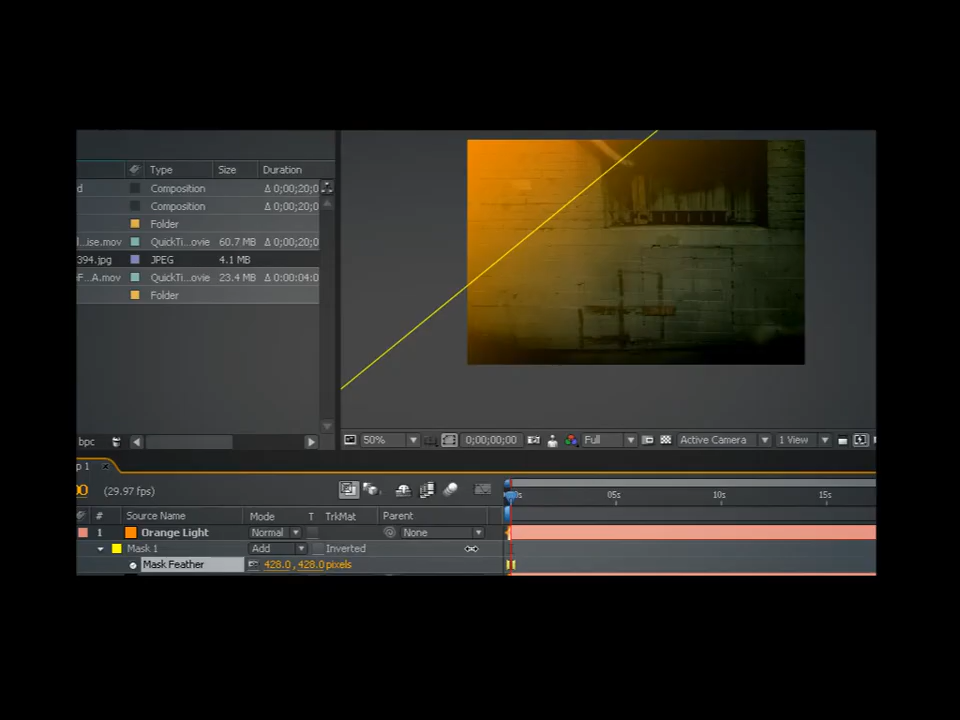 Type Size Duration
d Composition Δ 0;00;20;0
Composition Δ 0;00;20;0
Folder
l...ise.mov QuickTi...ovie 60.7 MB Δ 0;00;20;0
394.jpg JPEG 4.1 MB
F...A.mov QuickTi...ovie 23.4 MB Δ 0:00:04:0
Folder
bpc
50% 0;00;00;00 Full Active Camera 1 View
p 1 x
(29.97 fps)
05s 10s 15s
# Source Name Mode T TrkMat Parent
1 Orange Light Normal None
Mask 1 Add Inverted
Mask Feather 428.0, 428.0 pixels